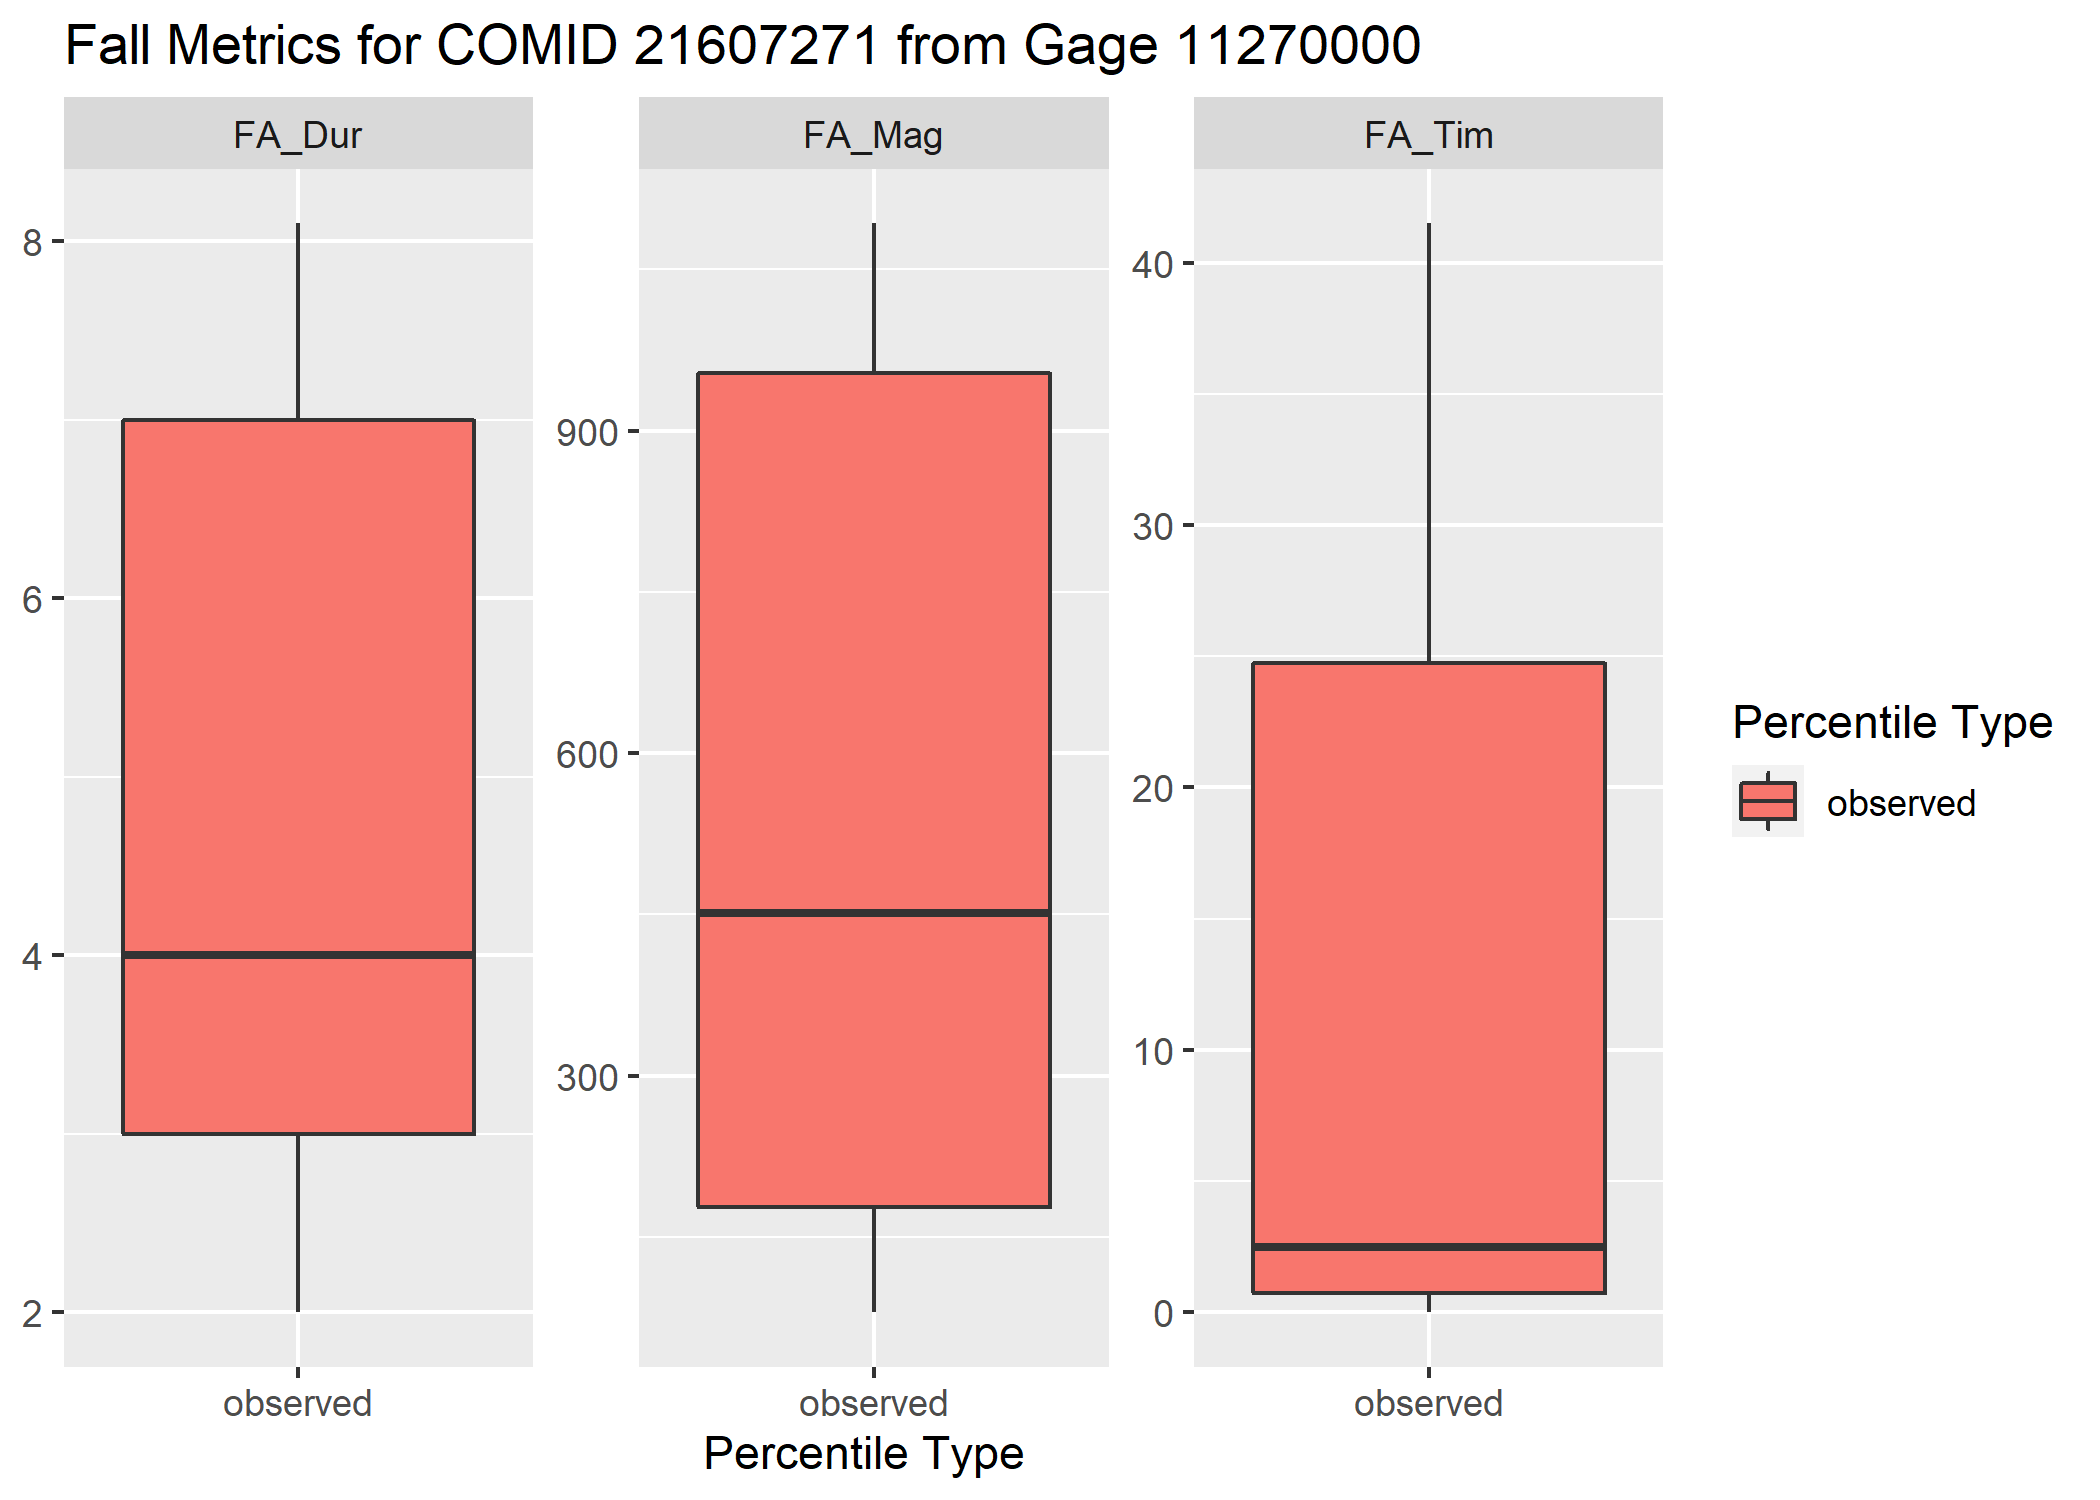 Fall Metrics for COMID 21607271 from Gage 11270000
FA_Dur
8
6
4
2
observed
FA_Mag
900
600
300
observed
FA_Tim
40
30
20
10
0
observed
Percentile Type
Percentile Type
observed